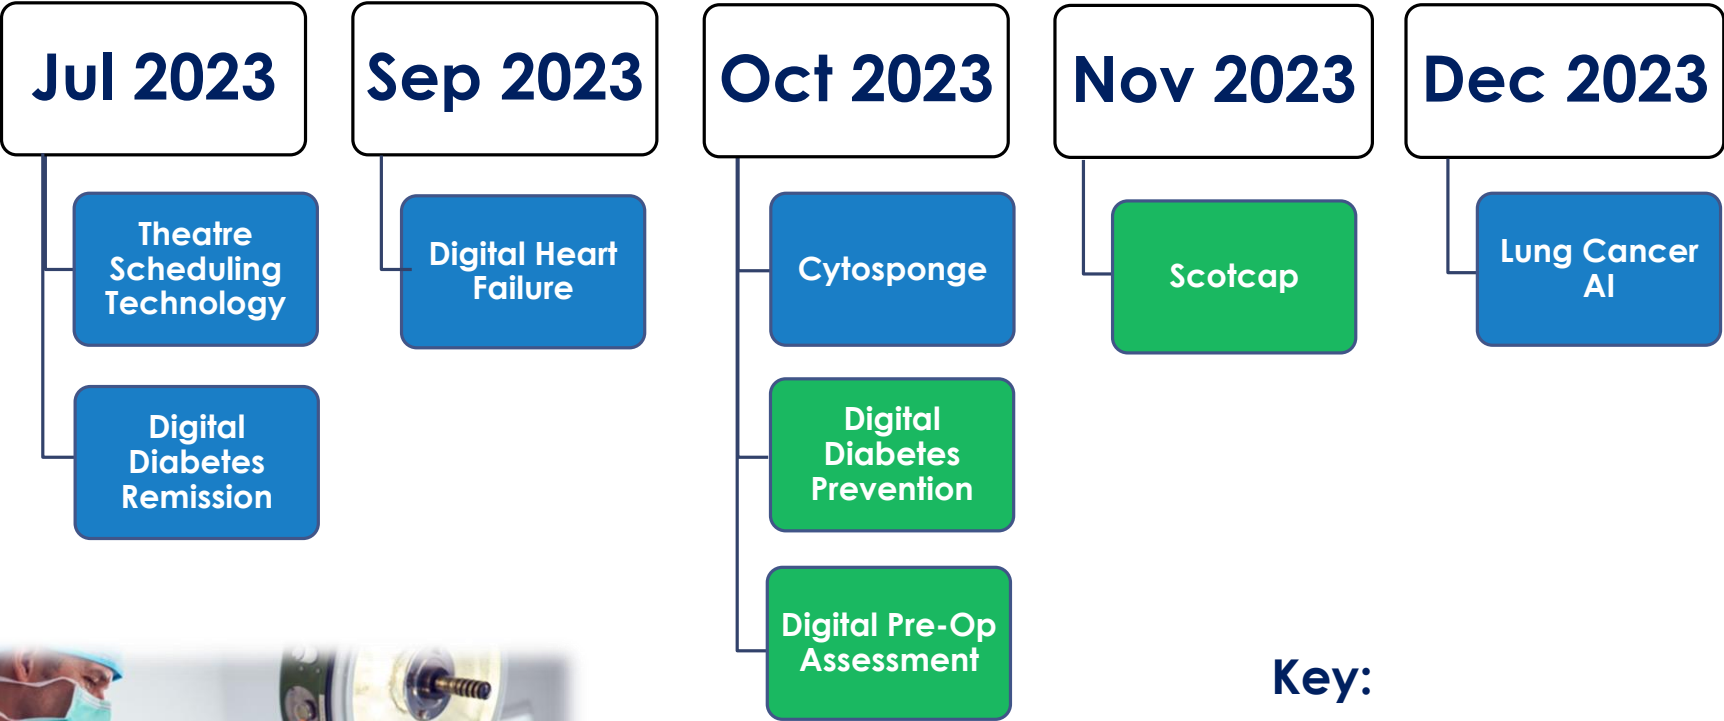 Jul 2023
Theatre
Scheduling
Technology
Digital
Diabetes
Remission
Sep 2023
Digital Heart
Failure
Oct 2023
Cytosponge
Digital
Diabetes
Prevention
Digital Pre-Op
Assessment
Nov 2023
Scotcap
Dec 2023
Lung Cancer
AI
Key: